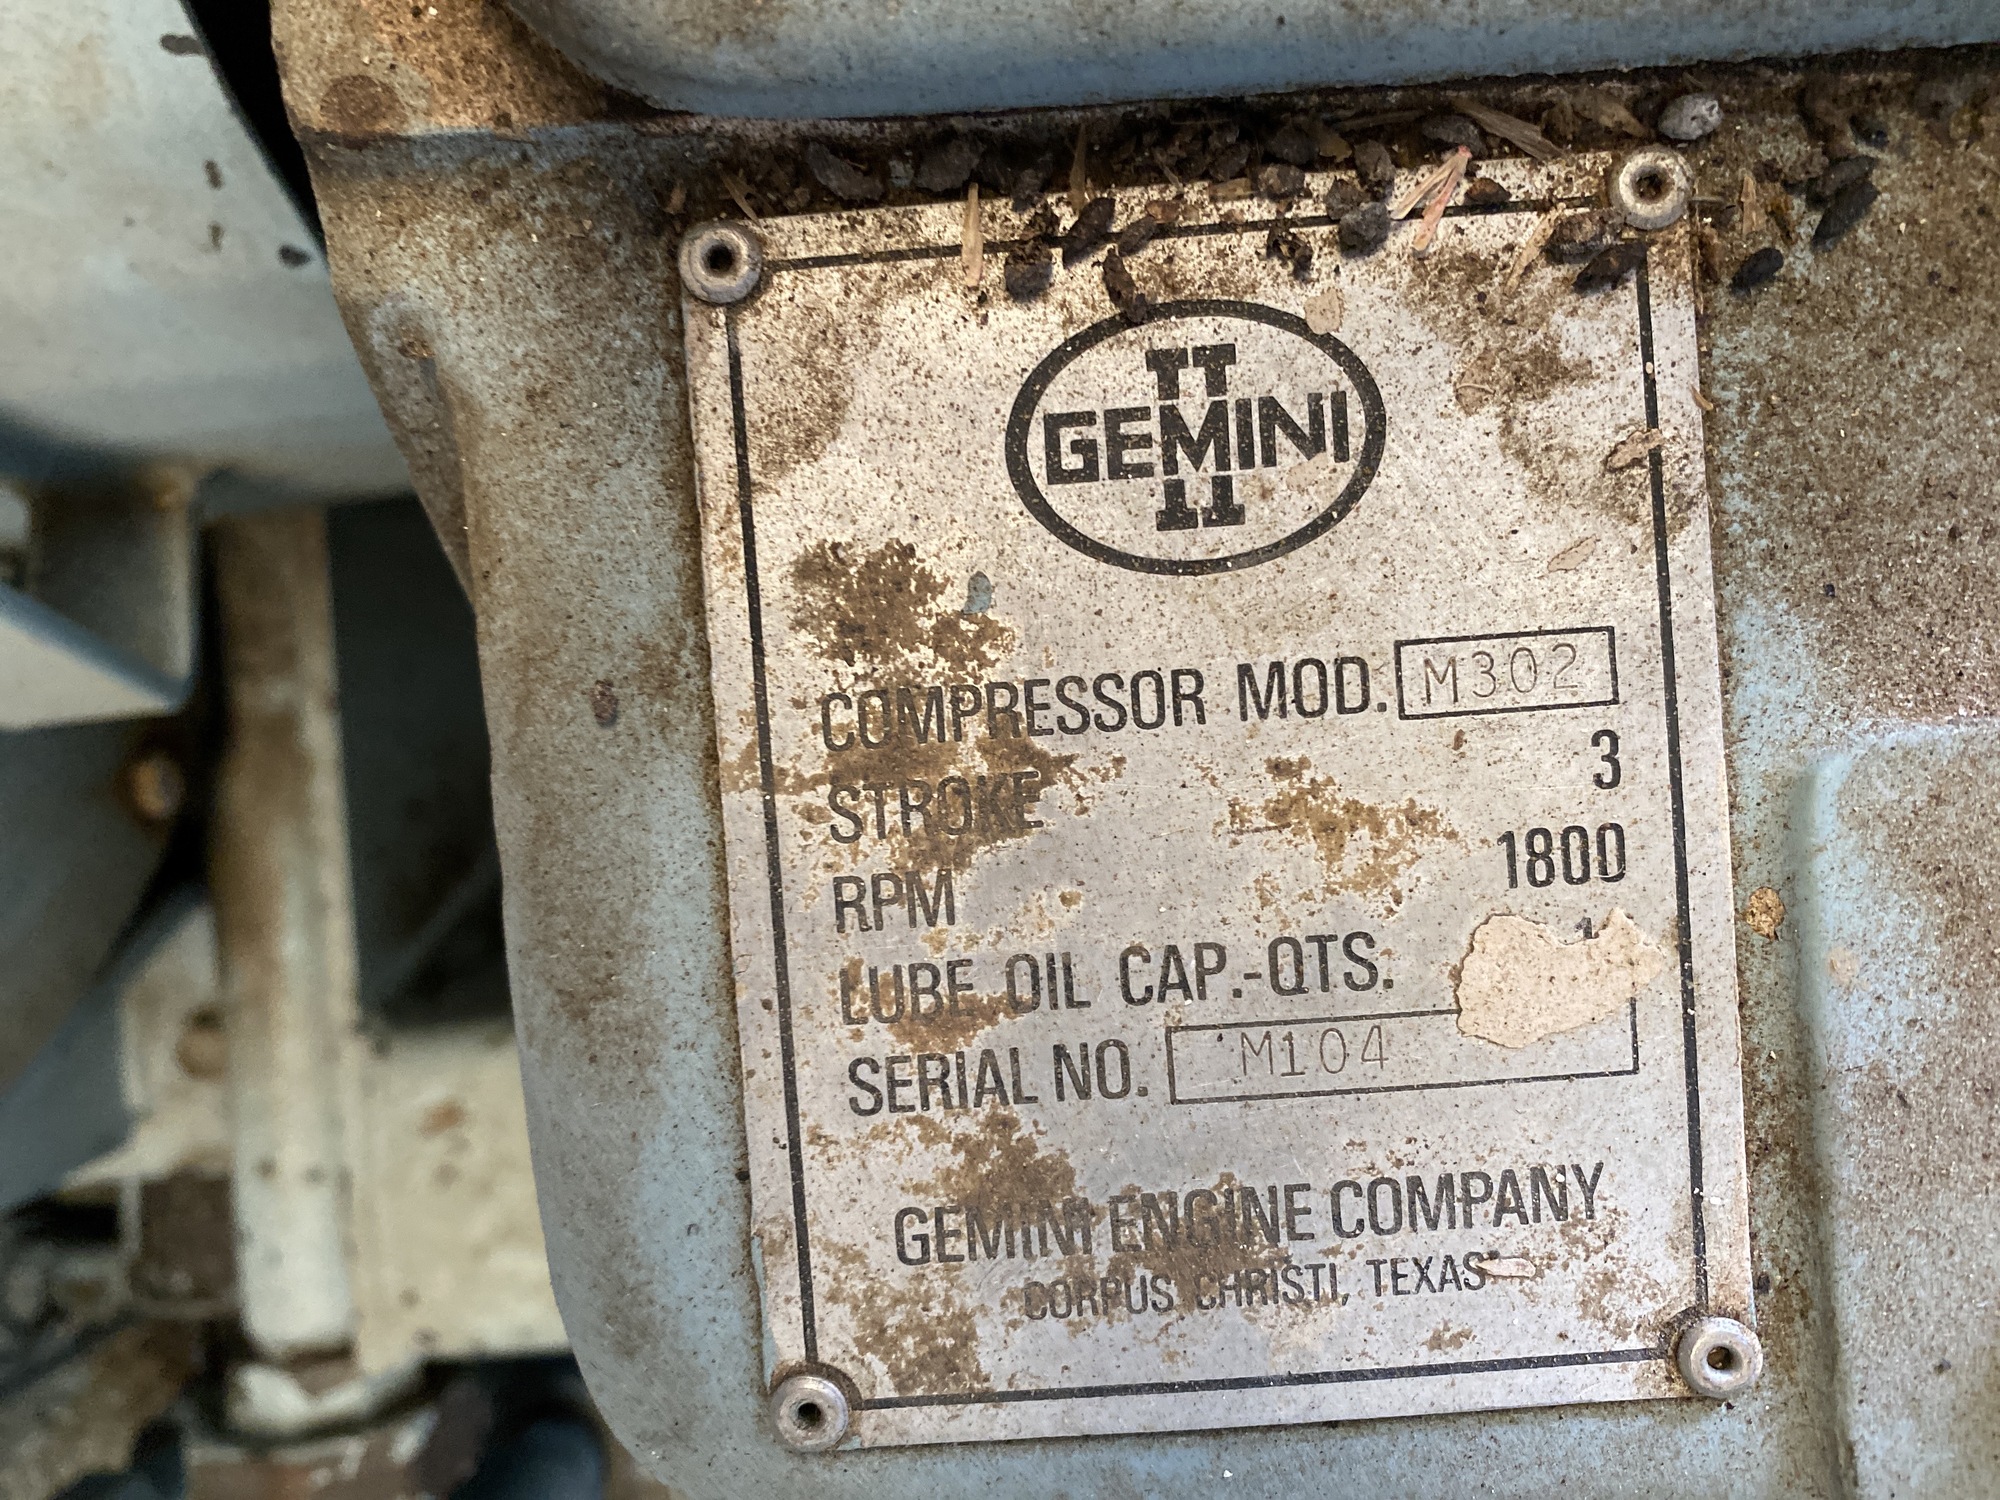 GEMINI
II
COMPRESSOR MOD. M302
STROKE 3
RPM 1800
LUBE OIL CAP.-QTS.
SERIAL NO. M104
GEMINI ENGINE COMPANY
CORPUS CHRISTI, TEXAS